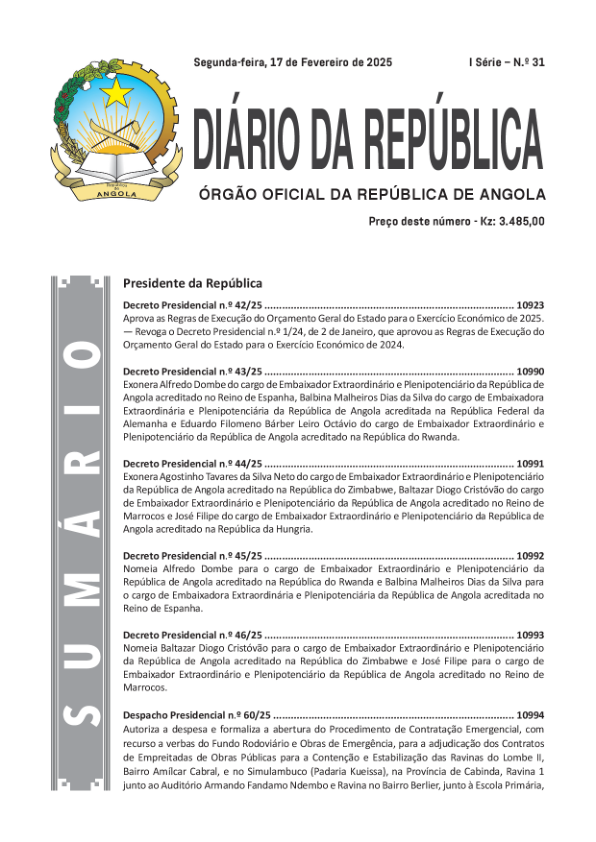 Segunda-feira, 17 de Fevereiro de 2025 I Série – N.º 31
DIÁRIO DA REPÚBLICA
ÓRGÃO OFICIAL DA REPÚBLICA DE ANGOLA
República
de
ANGOLA
Preço deste número - Kz: 3.485,00
SUMÁRIO
Presidente da República
Decreto Presidencial n.º 42/25 ..................................................................................... 10923
Aprova as Regras de Execução do Orçamento Geral do Estado para o Exercício Económico de 2025.
— Revoga o Decreto Presidencial n.º 1/24, de 2 de Janeiro, que aprovou as Regras de Execução do
Orçamento Geral do Estado para o Exercício Económico de 2024.
Decreto Presidencial n.º 43/25 ..................................................................................... 10990
Exonera Alfredo Dombe do cargo de Embaixador Extraordinário e Plenipotenciário da República de
Angola acreditado no Reino de Espanha, Balbina Malheiros Dias da Silva do cargo de Embaixadora
Extraordinária e Plenipotenciária da República de Angola acreditada na República Federal da
Alemanha e Eduardo Filomeno Bárber Leiro Octávio do cargo de Embaixador Extraordinário e
Plenipotenciário da República de Angola acreditado na República do Rwanda.
Decreto Presidencial n.º 44/25 ..................................................................................... 10991
Exonera Agostinho Tavares da Silva Neto do cargo de Embaixador Extraordinário e Plenipotenciário
da República de Angola acreditado na República do Zimbabwe, Baltazar Diogo Cristóvão do cargo
de Embaixador Extraordinário e Plenipotenciário da República de Angola acreditado no Reino de
Marrocos e José Filipe do cargo de Embaixador Extraordinário e Plenipotenciário da República de
Angola acreditado na República da Hungria.
Decreto Presidencial n.º 45/25 ..................................................................................... 10992
Nomeia Alfredo Dombe para o cargo de Embaixador Extraordinário e Plenipotenciário da
República de Angola acreditado na República do Rwanda e Balbina Malheiros Dias da Silva para
o cargo de Embaixadora Extraordinária e Plenipotenciária da República de Angola acreditada no
Reino de Espanha.
Decreto Presidencial n.º 46/25 ..................................................................................... 10993
Nomeia Baltazar Diogo Cristóvão para o cargo de Embaixador Extraordinário e Plenipotenciário
da República de Angola acreditado na República do Zimbabwe e José Filipe para o cargo de
Embaixador Extraordinário e Plenipotenciário da República de Angola acreditado no Reino de
Marrocos.
Despacho Presidencial n.º 60/25 .................................................................................. 10994
Autoriza a despesa e formaliza a abertura do Procedimento de Contratação Emergencial, com
recurso a verbas do Fundo Rodoviário e Obras de Emergência, para a adjudicação dos Contratos
de Empreitadas de Obras Públicas para a Contenção e Estabilização das Ravinas do Lombe II,
Bairro Amílcar Cabral, e no Simulambuco (Padaria Kueissa), na Província de Cabinda, Ravina 1
junto ao Auditório Armando Fandamo Ndembo e Ravina no Bairro Berlier, junto à Escola Primária,